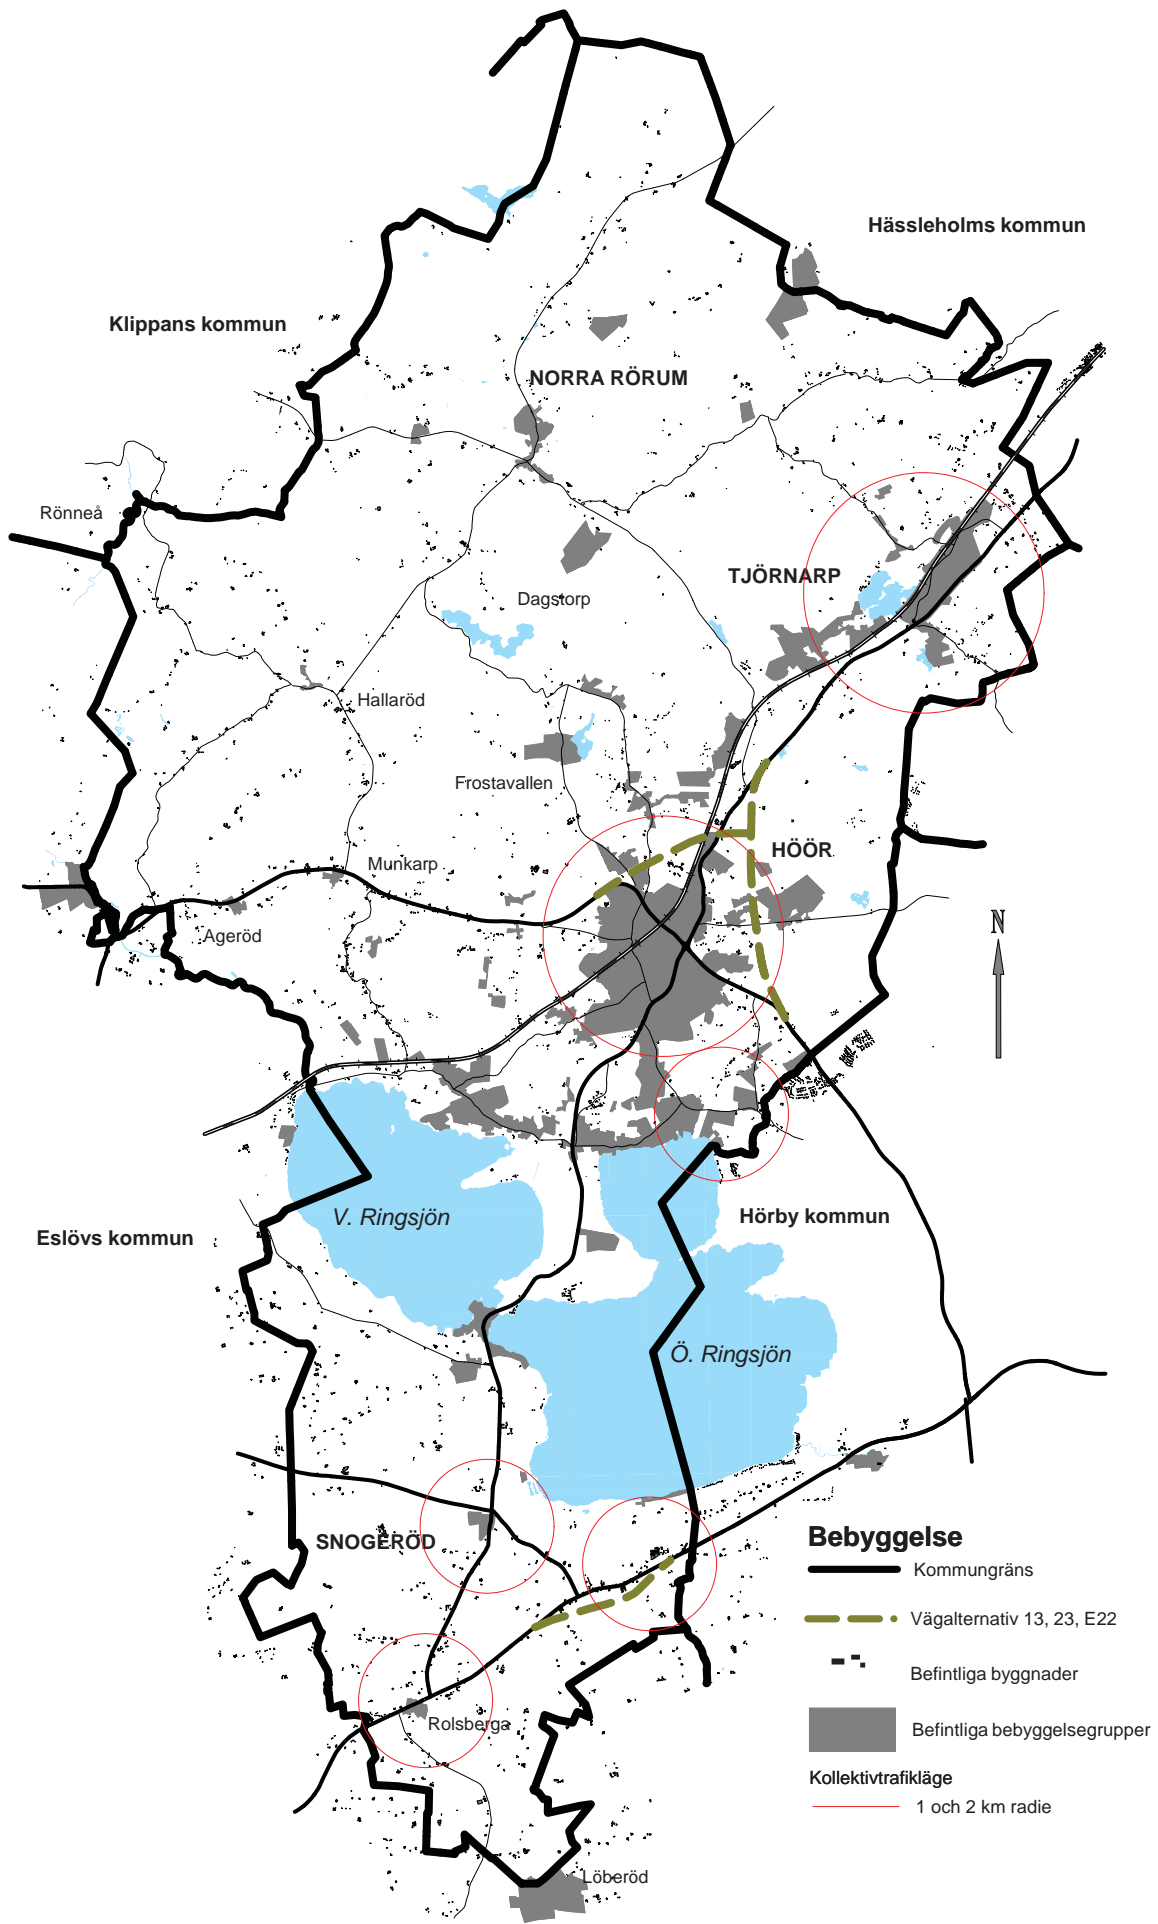 Hässleholms kommun
Klippans kommun
NORRA RÖRUM
Rönneå
TJÖRNARP
Dagstorp
Hallaröd
Frostavallen
HÖÖR
Munkarp
N
Ageröd
V. Ringsjön
Hörby kommun
Eslövs kommun
Ö. Ringsjön
SNOGERÖD
Bebyggelse
Kommungräns
Vägalternativ 13, 23, E22
Befintliga byggnader
Rolsberga
Befintliga bebyggelsegrupper
Kollektivtrafikläge
1 och 2 km radie
Löberöd